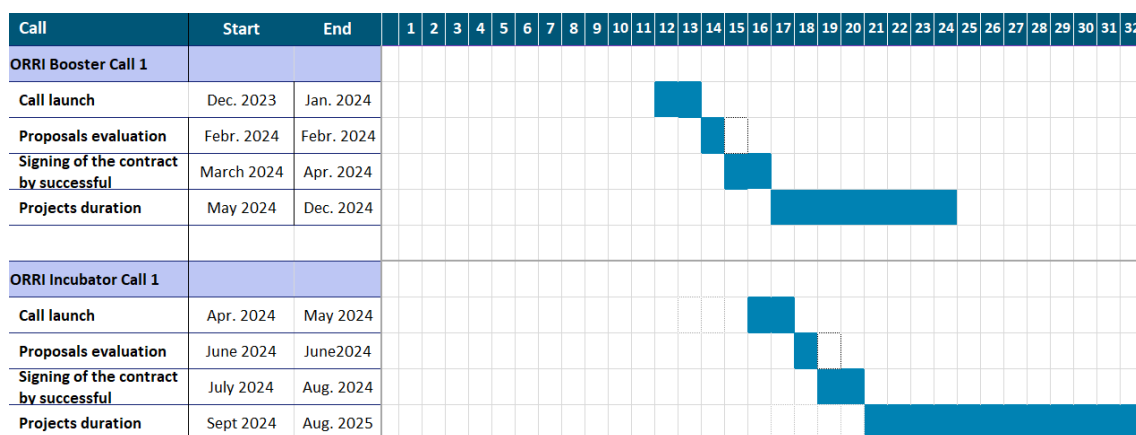 Call Start End 1 2 3 4 5 6 7 8 9 10 11 12 13 14 15 16 17 18 19 20 21 22 23 24 25 26 27 28 29 30 31 32
ORRI Booster Call 1
Call launch Dec. 2023 Jan. 2024
Proposals evaluation Febr. 2024 Febr. 2024
Signing of the contract
by successful March 2024 Apr. 2024
Projects duration May 2024 Dec. 2024
ORRI Incubator Call 1
Call launch Apr. 2024 May 2024
Proposals evaluation June 2024 June2024
Signing of the contract
by successful July 2024 Aug. 2024
Projects duration Sept 2024 Aug. 2025